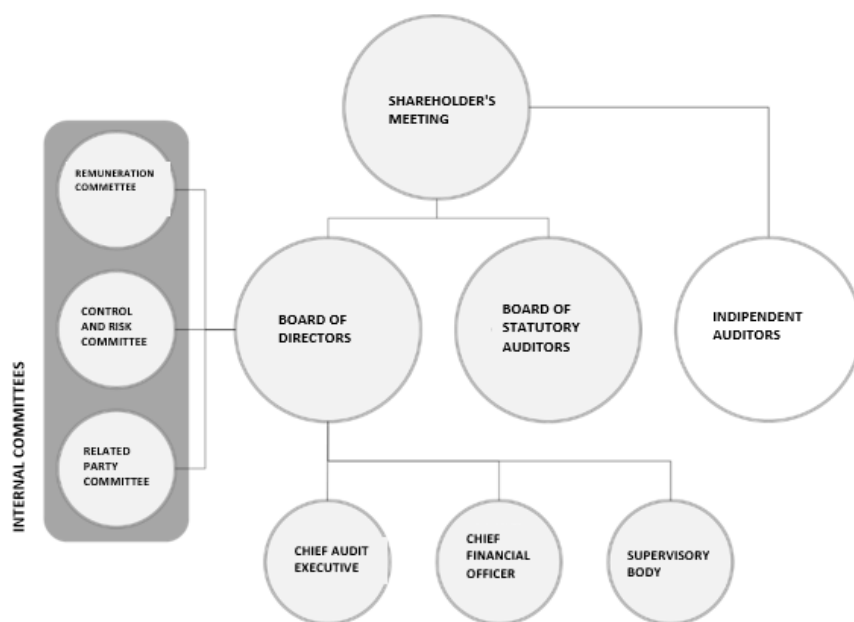 SHAREHOLDER'S
MEETING
REMUNERATION
COMMETTEE
CONTROL
AND RISK
COMMITTEE
RELATED
PARTY
COMMITTEE
INTERNAL COMMITTEES
BOARD OF
DIRECTORS
BOARD OF
STATUTORY
AUDITORS
INDIPENDENT
AUDITORS
CHIEF AUDIT
EXECUTIVE
CHIEF
FINANCIAL
OFFICER
SUPERVISORY
BODY